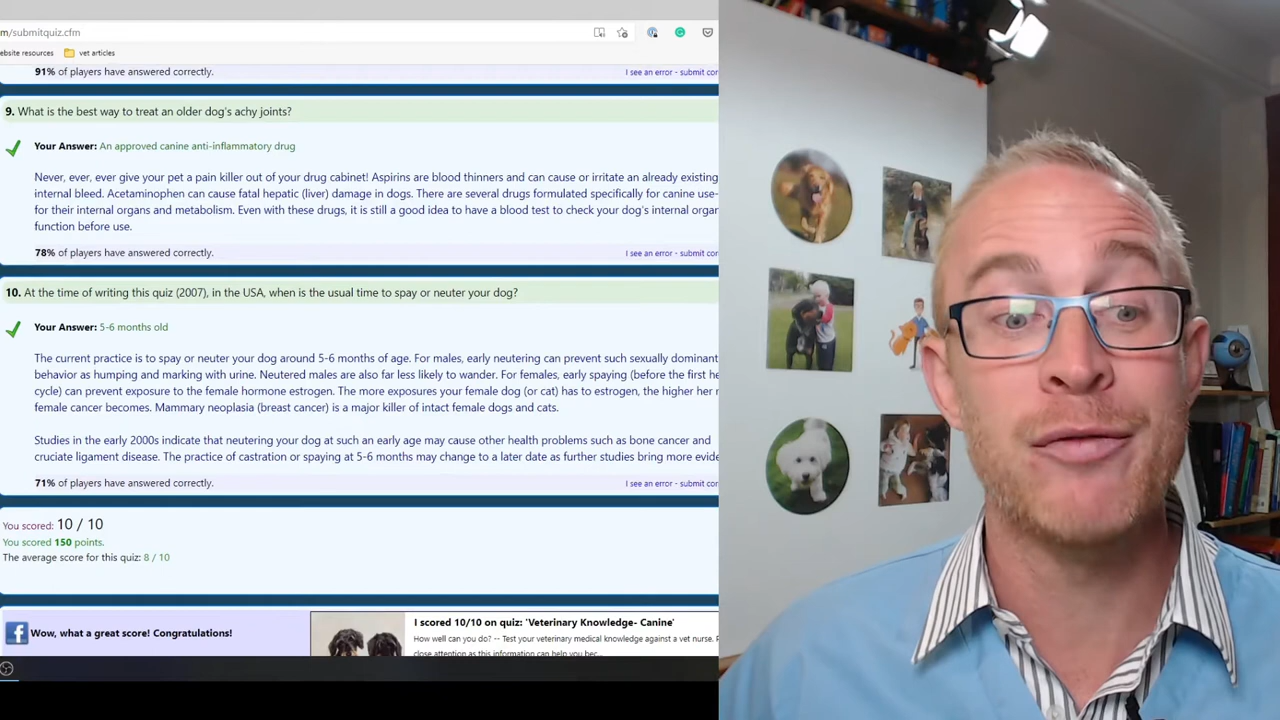 m/submitquiz.cfm
ebsite resources vet articles
91% of players have answered correctly. I see an error - submit cor
9. What is the best way to treat an older dog's achy joints?
Your Answer: An approved canine anti-inflammatory drug
Never, ever, ever give your pet a pain killer out of your drug cabinet! Aspirins are blood thinners and can cause or irritate an already existing
internal bleed. Acetaminophen can cause fatal hepatic (liver) damage in dogs. There are several drugs formulated specifically for canine use-
for their internal organs and metabolism. Even with these drugs, it is still a good idea to have a blood test to check your dog's internal orgar
function before use.
78% of players have answered correctly. I see an error - submit cor
10. At the time of writing this quiz (2007), in the USA, when is the usual time to spay or neuter your dog?
Your Answer: 5-6 months old
The current practice is to spay or neuter your dog around 5-6 months of age. For males, early neutering can prevent such sexually dominant
behavior as humping and marking with urine. Neutered males are also far less likely to wander. For females, early spaying (before the first he
cycle) can prevent exposure to the female hormone estrogen. The more exposures your female dog (or cat) has to estrogen, the higher her r
female cancer becomes. Mammary neoplasia (breast cancer) is a major killer of intact female dogs and cats.
Studies in the early 2000s indicate that neutering your dog at such an early age may cause other health problems such as bone cancer and
cruciate ligament disease. The practice of castration or spaying at 5-6 months may change to a later date as further studies bring more evide
71% of players have answered correctly. I see an error - submit cor
You scored: 10 / 10
You scored 150 points.
The average score for this quiz: 8 / 10
Wow, what a great score! Congratulations!
I scored 10/10 on quiz: 'Veterinary Knowledge- Canine'
How well can you do? -- Test your veterinary medical knowledge against a vet nurse. P
close attention as this information can help you bec...